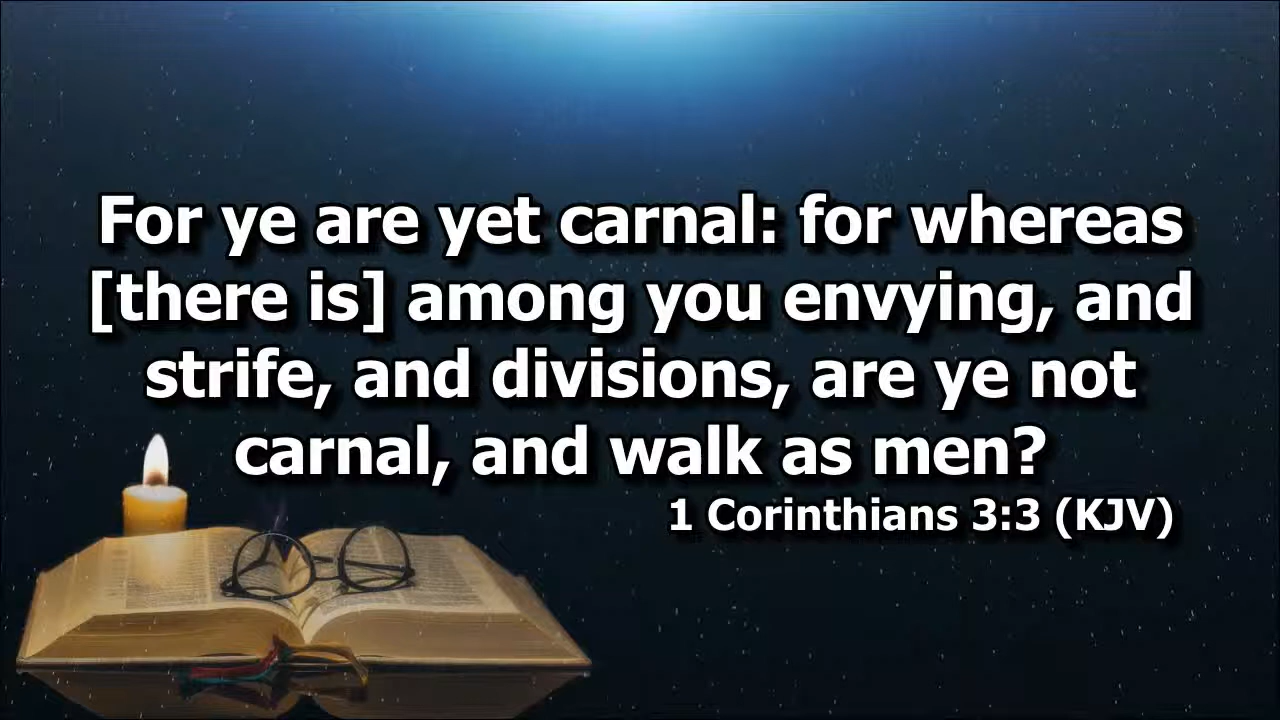 For ye are yet carnal: for whereas
[there is] among you envying, and
strife, and divisions, are ye not
carnal, and walk as men?
1 Corinthians 3:3 (KJV)